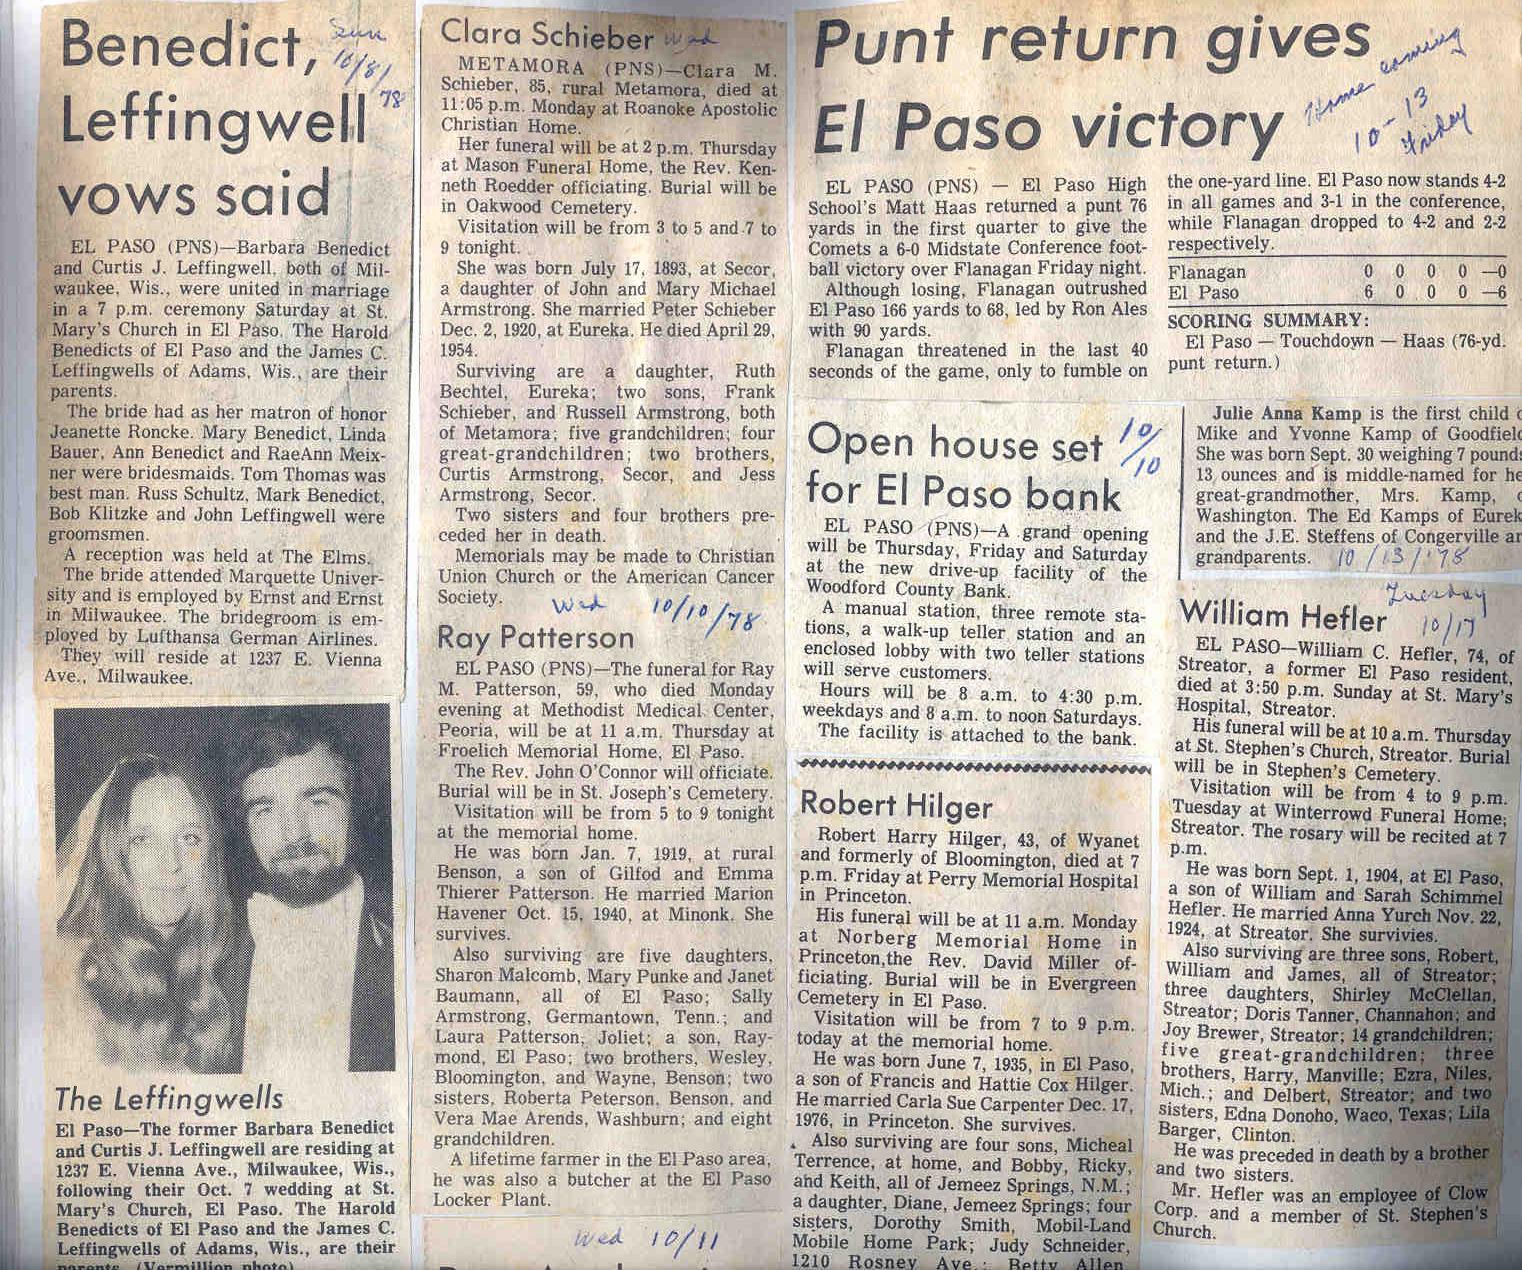 Benedict,
Leffingwell
vows said
Sun
10/8/
78
EL PASO (PNS)—Barbara Benedict
and Curtis J. Leffingwell, both of Mil-
waukee, Wis., were united in marriage
in a 7 p.m. ceremony Saturday at St.
Mary's Church in El Paso. The Harold
Benedicts of El Paso and the James C.
Leffingwells of Adams, Wis., are their
parents.
The bride had as her matron of honor
Jeanette Roncke. Mary Benedict, Linda
Bauer, Ann Benedict and RaeAnn Meix-
ner were bridesmaids. Tom Thomas was
best man. Russ Schultz, Mark Benedict,
Bob Klitzke and John Leffingwell were
groomsmen.
A reception was held at The Elms.
The bride attended Marquette Univer-
sity and is employed by Ernst and Ernst
in Milwaukee. The bridegroom is em-
ployed by Lufthansa German Airlines.
They will reside at 1237 E. Vienna
Ave., Milwaukee.
The Leffingwells
El Paso—The former Barbara Benedict
and Curtis J. Leffingwell are residing at
1237 E. Vienna Ave., Milwaukee, Wis.,
following their Oct. 7 wedding at St.
Mary's Church, El Paso. The Harold
Benedicts of El Paso and the James C.
Leffingwells of Adams, Wis., are their
parents. (Vermillion photo)
Clara Schieber Wed
METAMORA (PNS)—Clara M.
Schieber, 85, rural Metamora, died at
11:05 p.m. Monday at Roanoke Apostolic
Christian Home.
Her funeral will be at 2 p.m. Thursday
at Mason Funeral Home, the Rev. Ken-
neth Roedder officiating. Burial will be
in Oakwood Cemetery.
Visitation will be from 3 to 5 and 7 to
9 tonight.
She was born July 17, 1893, at Secor,
a daughter of John and Mary Michael
Armstrong. She married Peter Schieber
Dec. 2, 1920, at Eureka. He died April 29,
1954.
Surviving are a daughter, Ruth
Bechtel, Eureka; two sons, Frank
Schieber, and Russell Armstrong, both
of Metamora; five grandchildren; four
great-grandchildren; two brothers,
Curtis Armstrong, Secor, and Jess
Armstrong, Secor.
Two sisters and four brothers pre-
ceded her in death.
Memorials may be made to Christian
Union Church or the American Cancer
Society.
Wed 10/10/78
Ray Patterson
EL PASO (PNS)—The funeral for Ray
M. Patterson, 59, who died Monday
evening at Methodist Medical Center,
Peoria, will be at 11 a.m. Thursday at
Froelich Memorial Home, El Paso.
The Rev. John O'Connor will officiate.
Burial will be in St. Joseph's Cemetery.
Visitation will be from 5 to 9 tonight
at the memorial home.
He was born Jan. 7, 1919, at rural
Benson, a son of Gilfod and Emma
Thierer Patterson. He married Marion
Havener Oct. 15, 1940, at Minonk. She
survives.
Also surviving are five daughters,
Sharon Malcomb, Mary Punke and Janet
Baumann, all of El Paso; Sally
Armstrong, Germantown, Tenn.; and
Laura Patterson, Joliet; a son, Ray-
mond, El Paso; two brothers, Wesley,
Bloomington, and Wayne, Benson; two
sisters, Roberta Peterson, Benson, and
Vera Mae Arends, Washburn; and eight
grandchildren.
A lifetime farmer in the El Paso area,
he was also a butcher at the El Paso
Locker Plant.
Wed 10/11
Punt return gives
El Paso victory
Home coming
10-13
Friday
EL PASO (PNS) — El Paso High
School's Matt Haas returned a punt 76
yards in the first quarter to give the
Comets a 6-0 Midstate Conference foot-
ball victory over Flanagan Friday night.
Although losing, Flanagan outrushed
El Paso 166 yards to 68, led by Ron Ales
with 90 yards.
Flanagan threatened in the last 40
seconds of the game, only to fumble on
the one-yard line. El Paso now stands 4-2
in all games and 3-1 in the conference,
while Flanagan dropped to 4-2 and 2-2
respectively.
Flanagan 0 0 0 0 —0
El Paso 6 0 0 0 —6
SCORING SUMMARY:
El Paso — Touchdown — Haas (76-yd.
punt return.)
Open house set
for El Paso bank
10/
10
EL PASO (PNS)—A grand opening
will be Thursday, Friday and Saturday
at the new drive-up facility of the
Woodford County Bank.
A manual station, three remote sta-
tions, a walk-up teller station and an
enclosed lobby with two teller stations
will serve customers.
Hours will be 8 a.m. to 4:30 p.m.
weekdays and 8 a.m. to noon Saturdays.
The facility is attached to the bank.
Robert Hilger
Robert Harry Hilger, 43, of Wyanet
and formerly of Bloomington, died at 7
p.m. Friday at Perry Memorial Hospital
in Princeton.
His funeral will be at 11 a.m. Monday
at Norberg Memorial Home in
Princeton,the Rev. David Miller of-
ficiating. Burial will be in Evergreen
Cemetery in El Paso.
Visitation will be from 7 to 9 p.m.
today at the memorial home.
He was born June 7, 1935, in El Paso,
a son of Francis and Hattie Cox Hilger.
He married Carla Sue Carpenter Dec. 17,
1976, in Princeton. She survives.
Also surviving are four sons, Micheal
Terrence, at home, and Bobby, Ricky,
and Keith, all of Jemeez Springs, N.M.;
a daughter, Diane, Jemeez Springs; four
sisters, Dorothy Smith, Mobil-Land
Mobile Home Park; Judy Schneider,
1210 Rosney Ave.; Betty Allen,
Julie Anna Kamp is the first child
Mike and Yvonne Kamp of Goodfiel
She was born Sept. 30 weighing 7 pound
13 ounces and is middle-named for he
great-grandmother, Mrs. Kamp,
Washington. The Ed Kamps of Eurek
and the J.E. Steffens of Congerville ar
grandparents. 10/13/'78
William Hefler
Tuesday
10/17
EL PASO—William C. Hefler, 74, of
Streator, a former El Paso resident,
died at 3:50 p.m. Sunday at St. Mary's
Hospital, Streator.
His funeral will be at 10 a.m. Thursday
at St. Stephen's Church, Streator. Burial
will be in Stephen's Cemetery.
Visitation will be from 4 to 9 p.m.
Tuesday at Winterrowd Funeral Home;
Streator. The rosary will be recited at 7
p.m.
He was born Sept. 1, 1904, at El Paso,
a son of William and Sarah Schimmel
Hefler. He married Anna Yurch Nov. 22,
1924, at Streator. She survivies.
Also surviving are three sons, Robert,
William and James, all of Streator;
three daughters, Shirley McClellan,
Streator; Doris Tanner, Channahon; and
Joy Brewer, Streator; 14 grandchildren;
five great-grandchildren; three
brothers, Harry, Manville; Ezra, Niles,
Mich.; and Delbert, Streator; and two
sisters, Edna Donoho, Waco, Texas; Lila
Barger, Clinton.
He was preceded in death by a brother
and two sisters.
Mr. Hefler was an employee of Clow
Corp. and a member of St. Stephen's
Church.